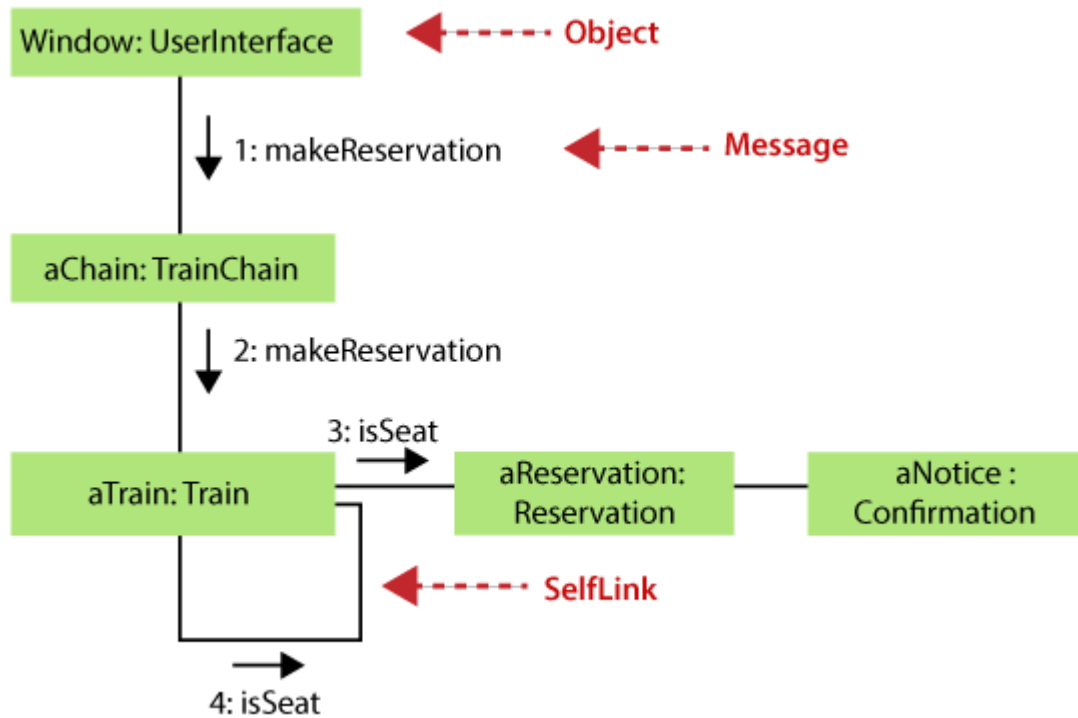 Window: UserInterface
Object
1: makeReservation
Message
aChain: TrainChain
2: makeReservation
3: isSeat
aTrain: Train
aReservation:
Reservation
aNotice :
Confirmation
SelfLink
4: isSeat